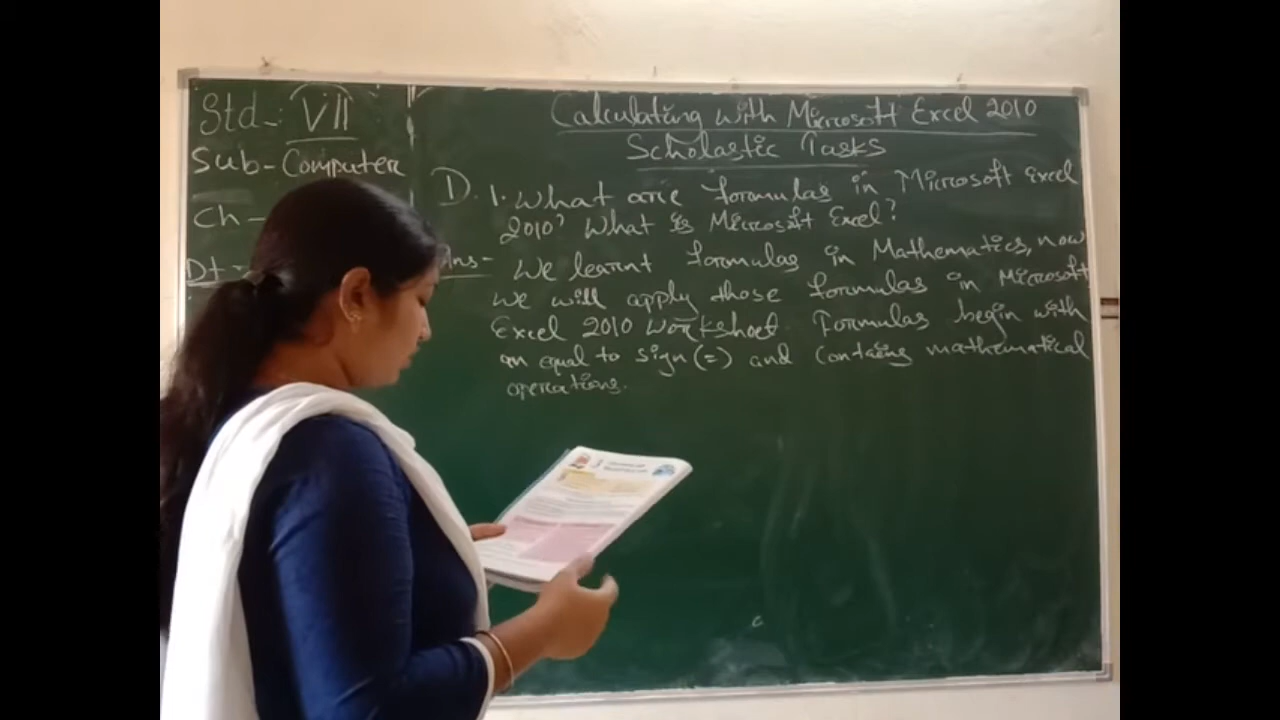 Std-: VII
Sub-Computer
Ch-
Dt-
Calculating with Microsoft Excel 2010
Scholastic Tasks
D. 1. What are formulas in Microsoft Excel
2010? What is Microsoft Excel?
Ans- We learnt formulas in Mathematics, now
we will apply those formulas in Microsoft
Excel 2010 worksheet. Formulas begin with
an equal to sign (=) and contains mathematical
operations.